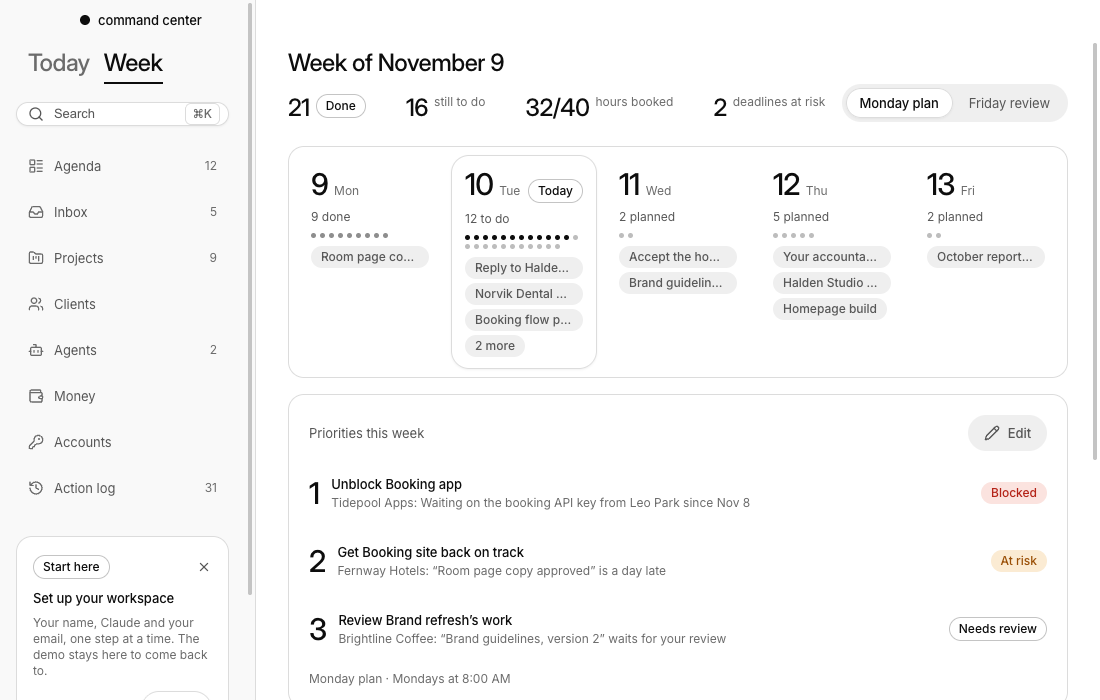 command center
Today Week
Search ⌘K
Agenda 12
Inbox 5
Projects 9
Clients
Agents 2
Money
Accounts
Action log 31
Start here
Set up your workspace
Your name, Claude and your
email, one step at a time. The
demo stays here to come back
to.
Week of November 9
21 Done 16 still to do 32/40 hours booked 2 deadlines at risk
Monday plan Friday review
9 Mon
9 done
Room page co...
10 Tue Today
12 to do
Reply to Halde...
Norvik Dental ...
Booking flow p...
2 more
11 Wed
2 planned
Accept the ho...
Brand guidelin...
12 Thu
5 planned
Your accounta...
Halden Studio ...
Homepage build
13 Fri
2 planned
October report...
Priorities this week
Edit
1 Unblock Booking app
Tidepool Apps: Waiting on the booking API key from Leo Park since Nov 8
Blocked
2 Get Booking site back on track
Fernway Hotels: “Room page copy approved” is a day late
At risk
3 Review Brand refresh’s work
Brightline Coffee: “Brand guidelines, version 2” waits for your review
Needs review
Monday plan · Mondays at 8:00 AM